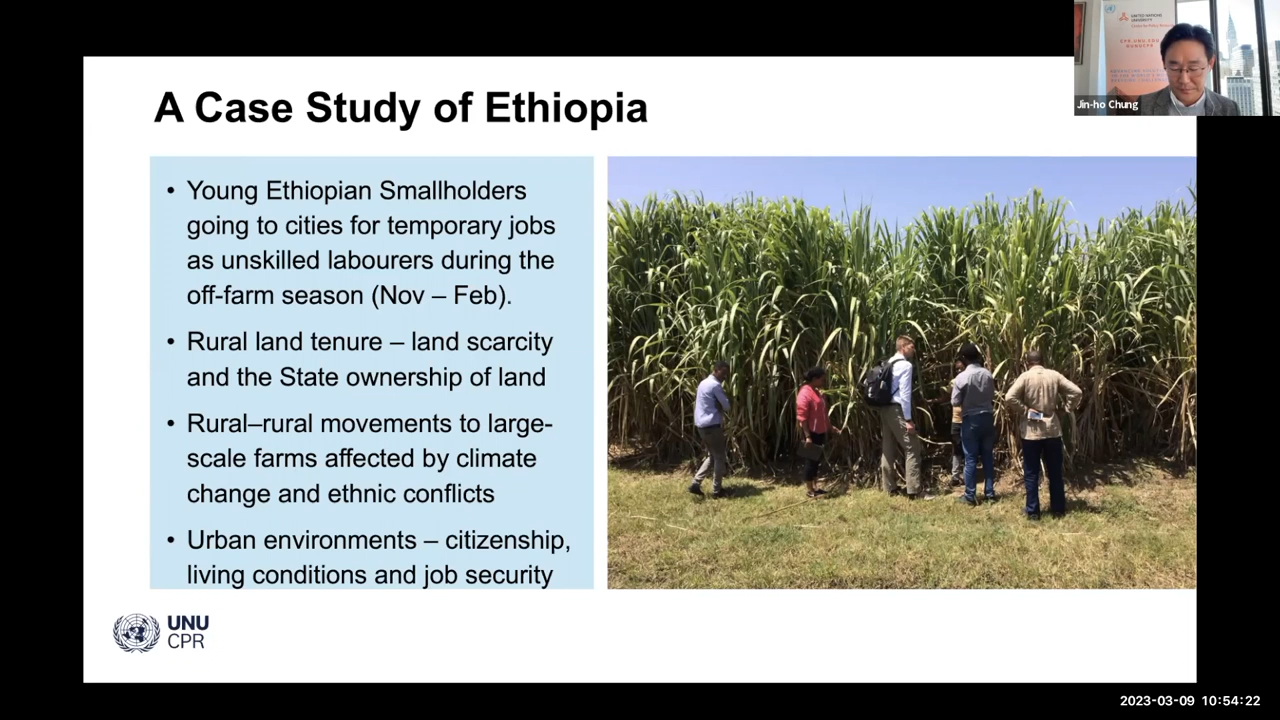 UNITED NATIONS
UNIVERSITY
Jin-ho Chung
A Case Study of Ethiopia
• Young Ethiopian Smallholders
going to cities for temporary jobs
as unskilled labourers during the
off-farm season (Nov – Feb).
• Rural land tenure – land scarcity
and the State ownership of land
• Rural–rural movements to large-
scale farms affected by climate
change and ethnic conflicts
• Urban environments – citizenship,
living conditions and job security
UNU
CPR
2023-03-09 10:54:22